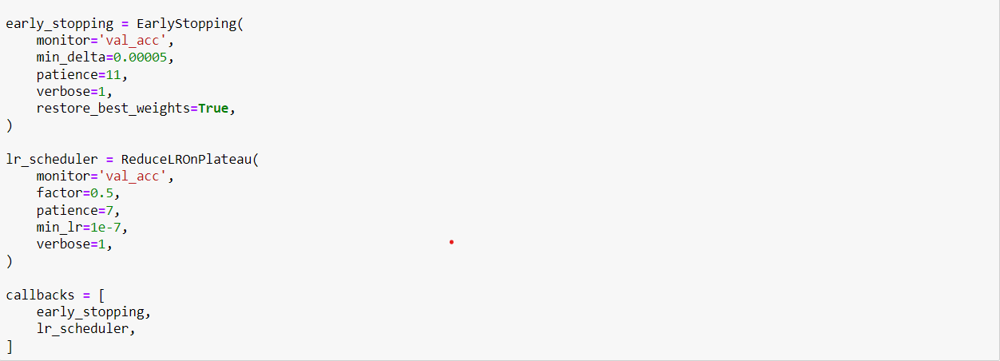 early_stopping = EarlyStopping(
    monitor='val_acc',
    min_delta=0.00005,
    patience=11,
    verbose=1,
    restore_best_weights=True,
)

lr_scheduler = ReduceLROnPlateau(
    monitor='val_acc',
    factor=0.5,
    patience=7,
    min_lr=1e-7,
    verbose=1,
)

callbacks = [
    early_stopping,
    lr_scheduler,
]